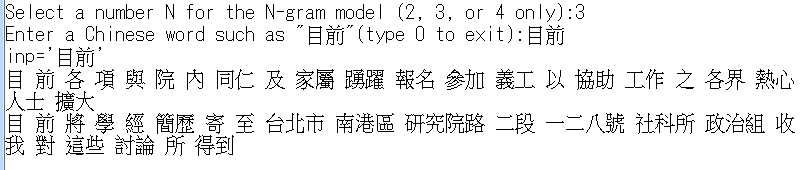 Select a number N for the N-gram model (2, 3, or 4 only):3
Enter a Chinese word such as "目前"(type 0 to exit):目前
inp='目前'
目 前 各 項 與 院 內 同仁 及 家屬 踴躍 報名 參加 義工 以 協助 工作 之 各界 熱心
人士 擴大
目 前 將 學 經 簡歷 寄 至 台北市 南港區 研究院路 二段 一二八號 社科所 政治組 收
我 對 這些 討論 所 得到